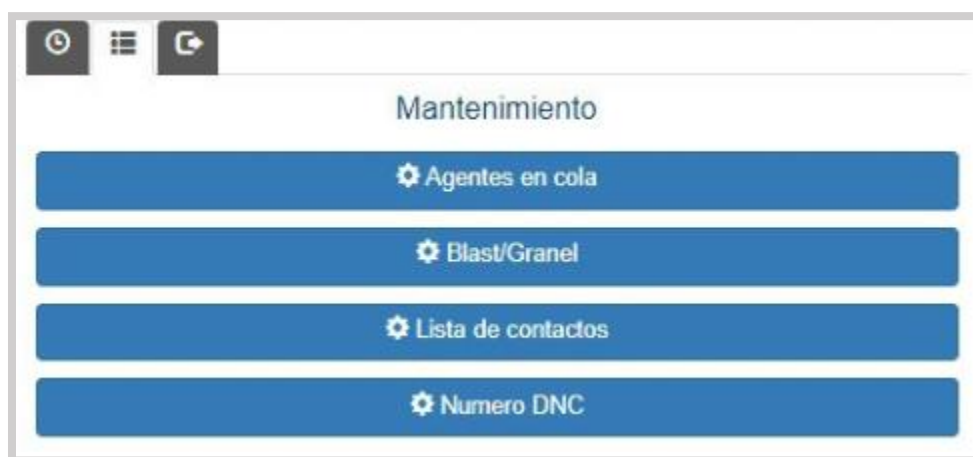 Mantenimiento
Agentes en cola
Blast/Granel
Lista de contactos
Numero DNC